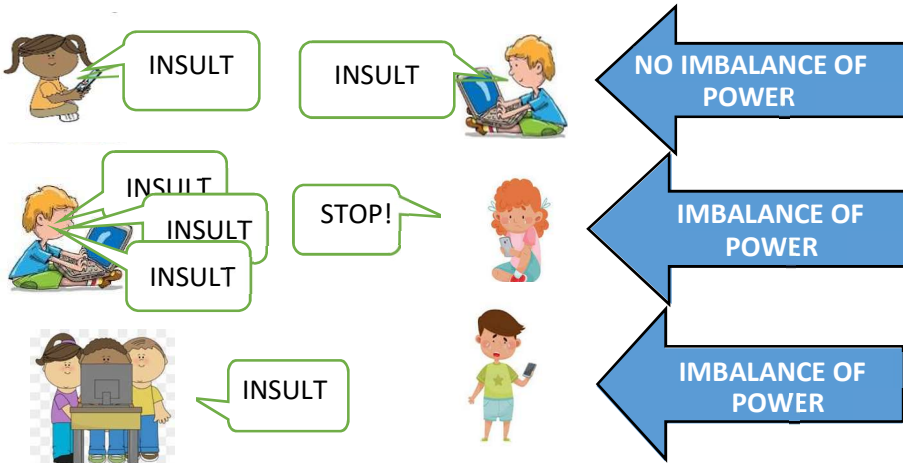 INSULT
INSULT
NO IMBALANCE OF
POWER
INSULT
INSULT
INSULT
STOP!
IMBALANCE OF
POWER
INSULT
IMBALANCE OF
POWER